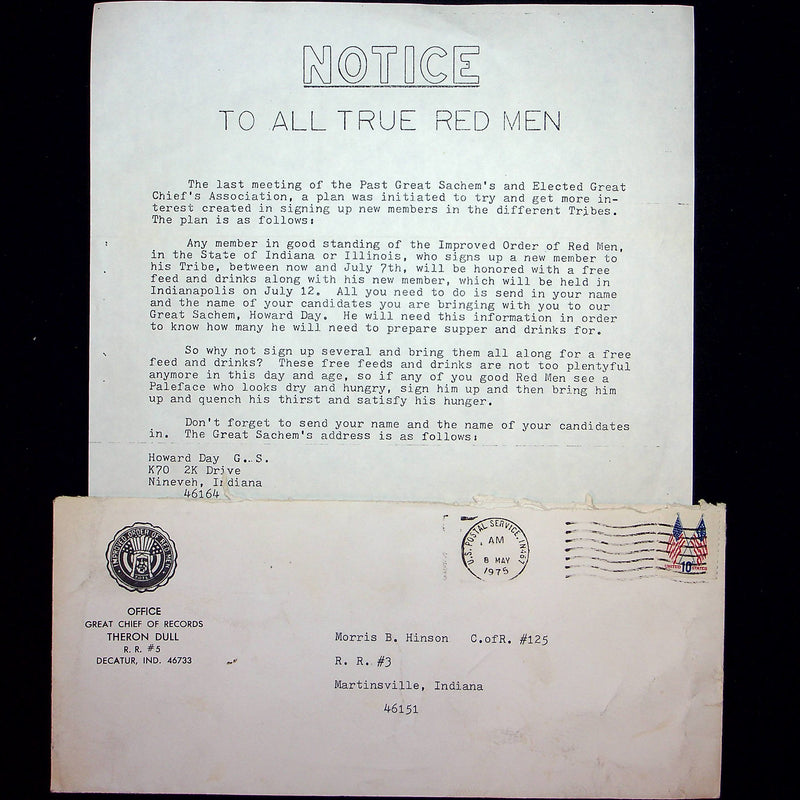 NOTICE
TO ALL TRUE RED MEN
The last meeting of the Past Great Sachem's and Elected Great
Chief's Association, a plan was initiated to try and get more in-
terest created in signing up new members in the different Tribes.
The plan is as follows:
Any member in good standing of the Improved Order of Red Men,
in the State of Indiana or Illinois, who signs up a new member to
his Tribe, between now and July 7th, will be honored with a free
feed and drinks along with his new member, which will be held in
Indianapolis on July 12. All you need to do is send in your name
and the name of your candidates you are bringing with you to our
Great Sachem, Howard Day. He will need this information in order
to know how many he will need to prepare supper and drinks for.
So why not sign up several and bring them all along for a free
feed and drinks? These free feeds and drinks are not too plentyful
anymore in this day and age, so if any of you good Red Men see a
Paleface who looks dry and hungry, sign him up and then bring him
up and quench his thirst and satisfy his hunger.
Don't forget to send your name and the name of your candidates
in. The Great Sachem's address is as follows:
Howard Day G. S.
K70 2K Drive
Nineveh, Indiana
46164
IMPROVED ORDER OF RED MEN
OFFICE
GREAT CHIEF OF RECORDS
THERON DULL
R. R. #5
DECATUR, IND. 46733
U.S. POSTAL SERVICE, IN 467
AM
8 MAY
1975
UNITED STATES
10c
Morris B. Hinson C.ofR. #125
R. R. #3
Martinsville, Indiana
46151